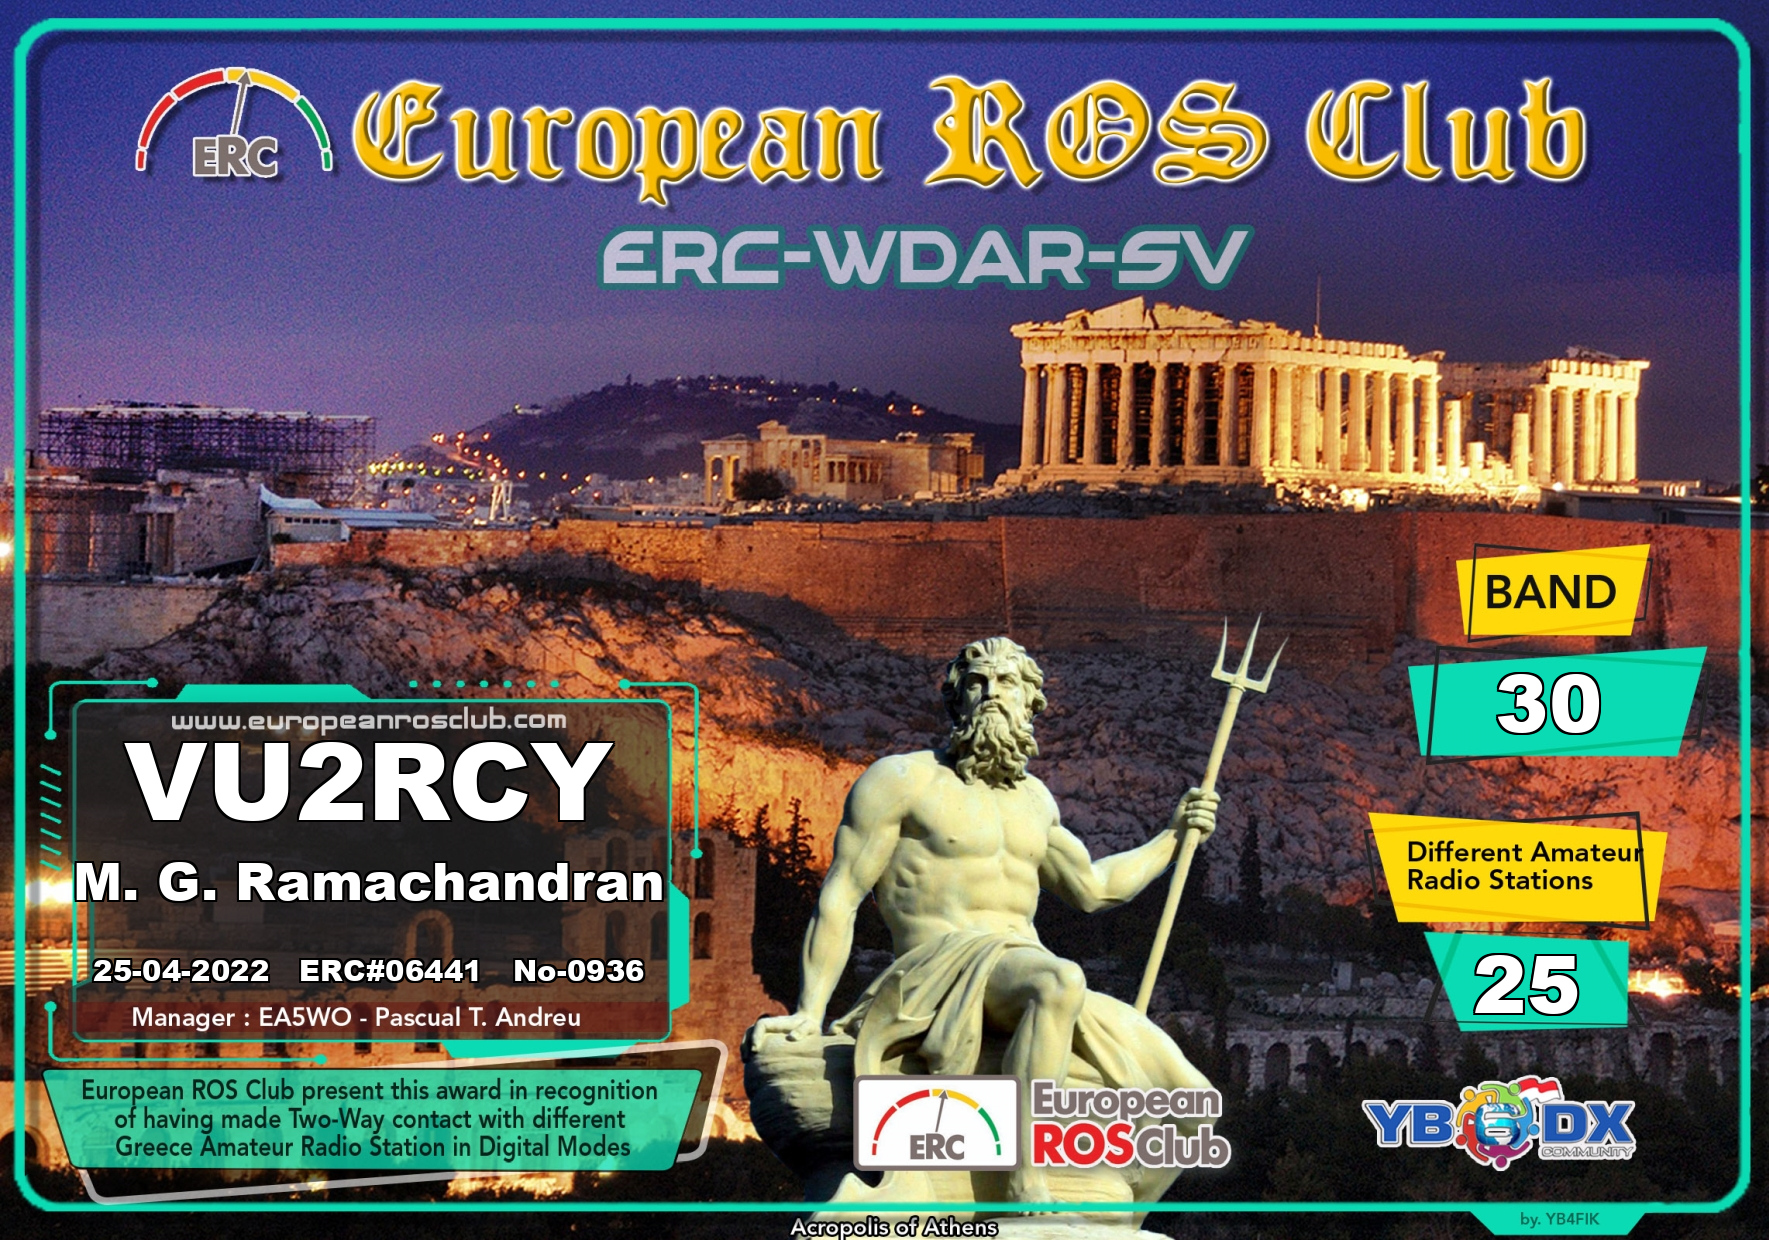 ERC
European ROS Club
ERC-WDAR-SV
BAND
30
www.europeanrosclub.com
VU2RCY
M. G. Ramachandran
25-04-2022 ERC#06441 No-0936
Manager : EA5WO - Pascual T. Andreu
Different Amateur
Radio Stations
25
European ROS Club present this award in recognition
of having made Two-Way contact with different
Greece Amateur Radio Station in Digital Modes
ERC
European
ROSClub
YB DX
COMMUNITY
Acropolis of Athens
by. YB4FIK